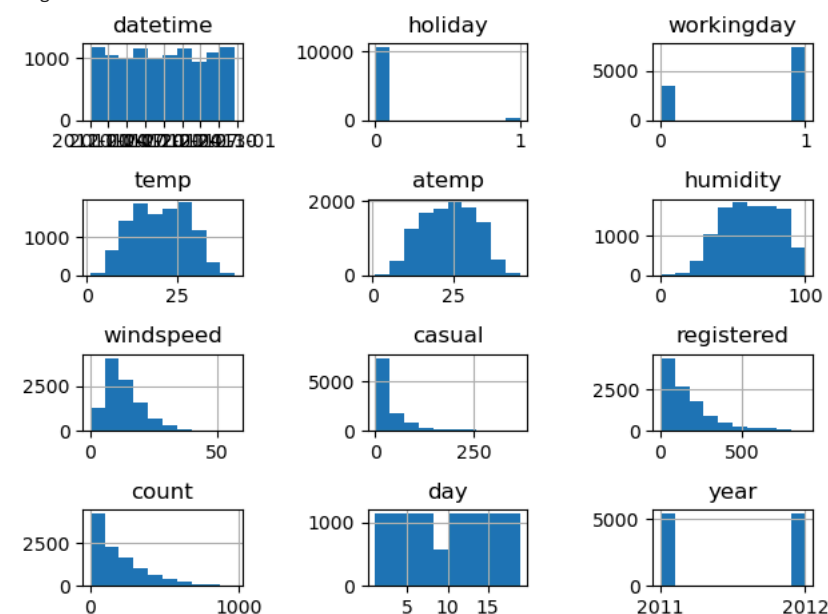 datetime holiday workingday
1000 10000 5000
0 0 0
0 1 0 1
temp atemp humidity
2000
1000 1000
0 0 0
0 25 0 25 0 100
windspeed casual registered
2500 5000 2500
0 0 0
0 50 0 250 0 500
count day year
2500 1000 5000
0 0 0
0 1000 5 10 15 2011 2012